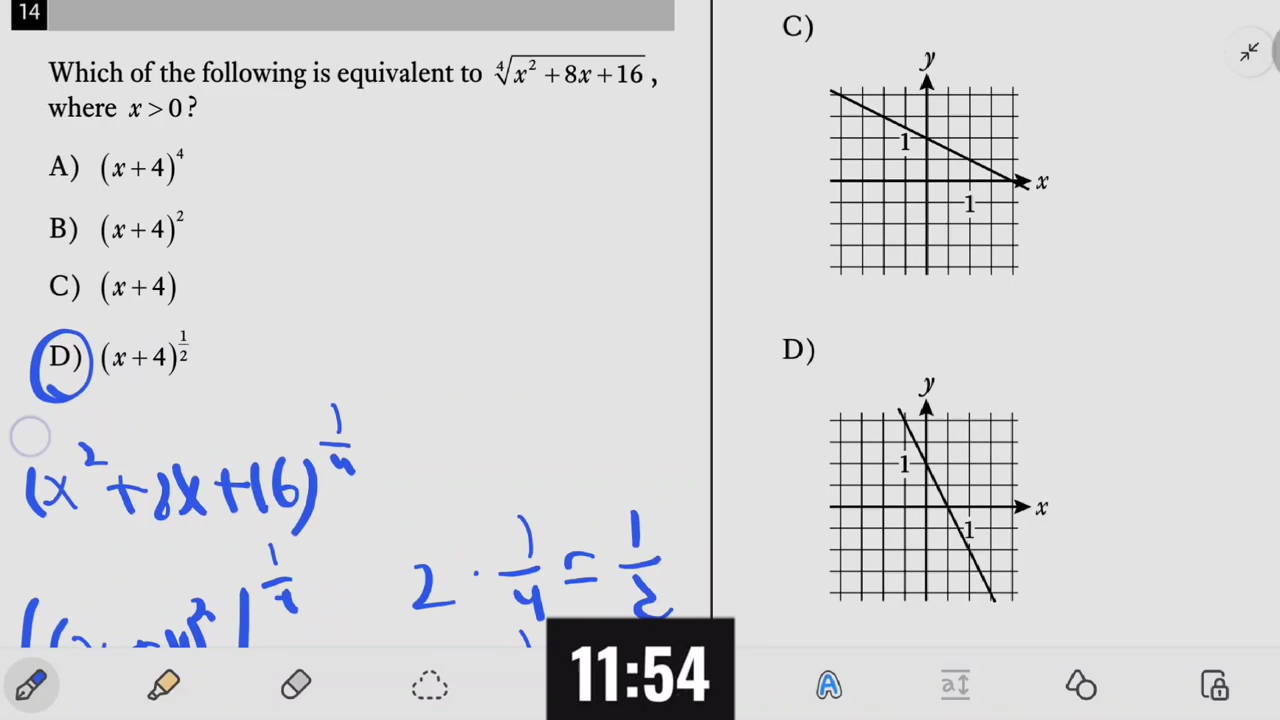 14
Which of the following is equivalent to ∜(x² + 8x + 16),
where x > 0?
A) (x + 4)⁴
B) (x + 4)²
C) (x + 4)
D) (x + 4)^(1/2)
(x² + 8x + 16)^(1/4)
2 · 1/4 = 1/2
C)
y
1
x
1
D)
y
1
x
1
11:54
A
a